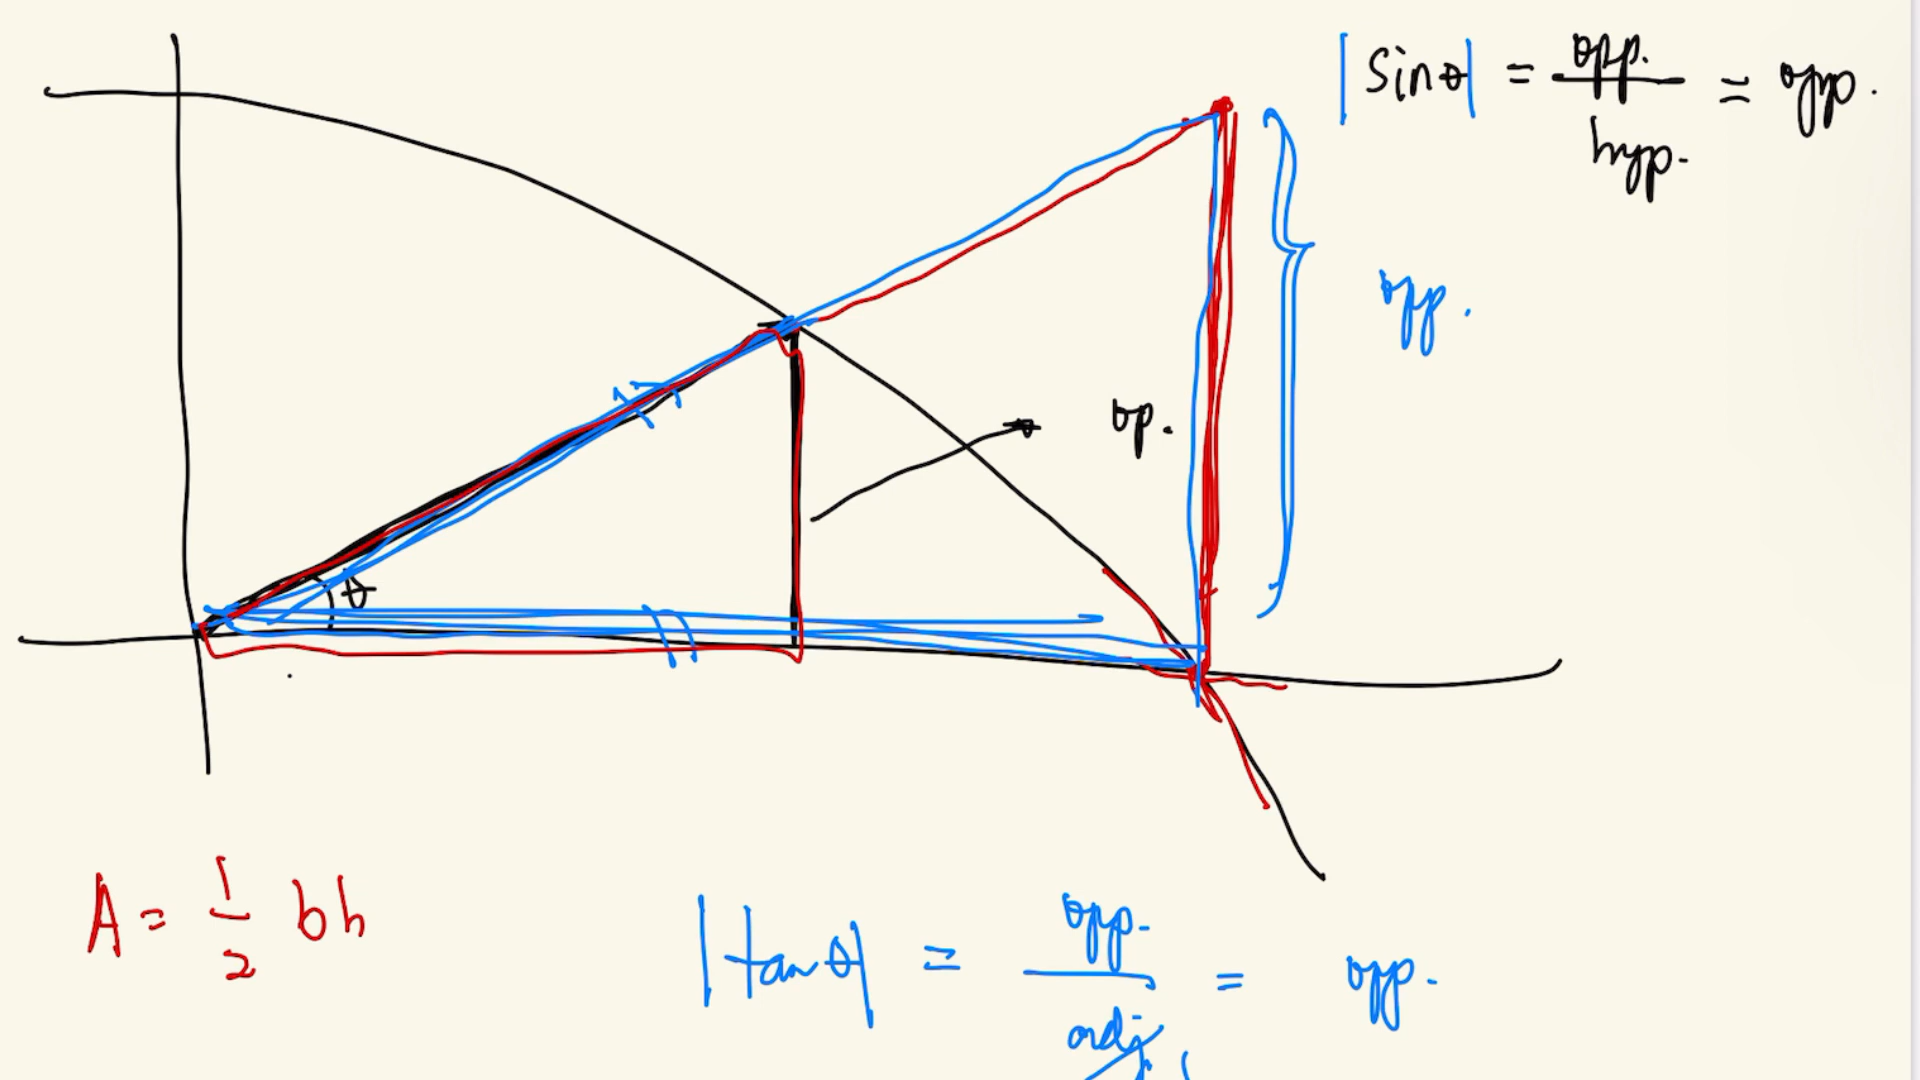 |sinθ| = opp. / hyp. = opp.
opp.
op.
θ
A = 1/2 bh
|tanθ| = opp. / adj = opp.